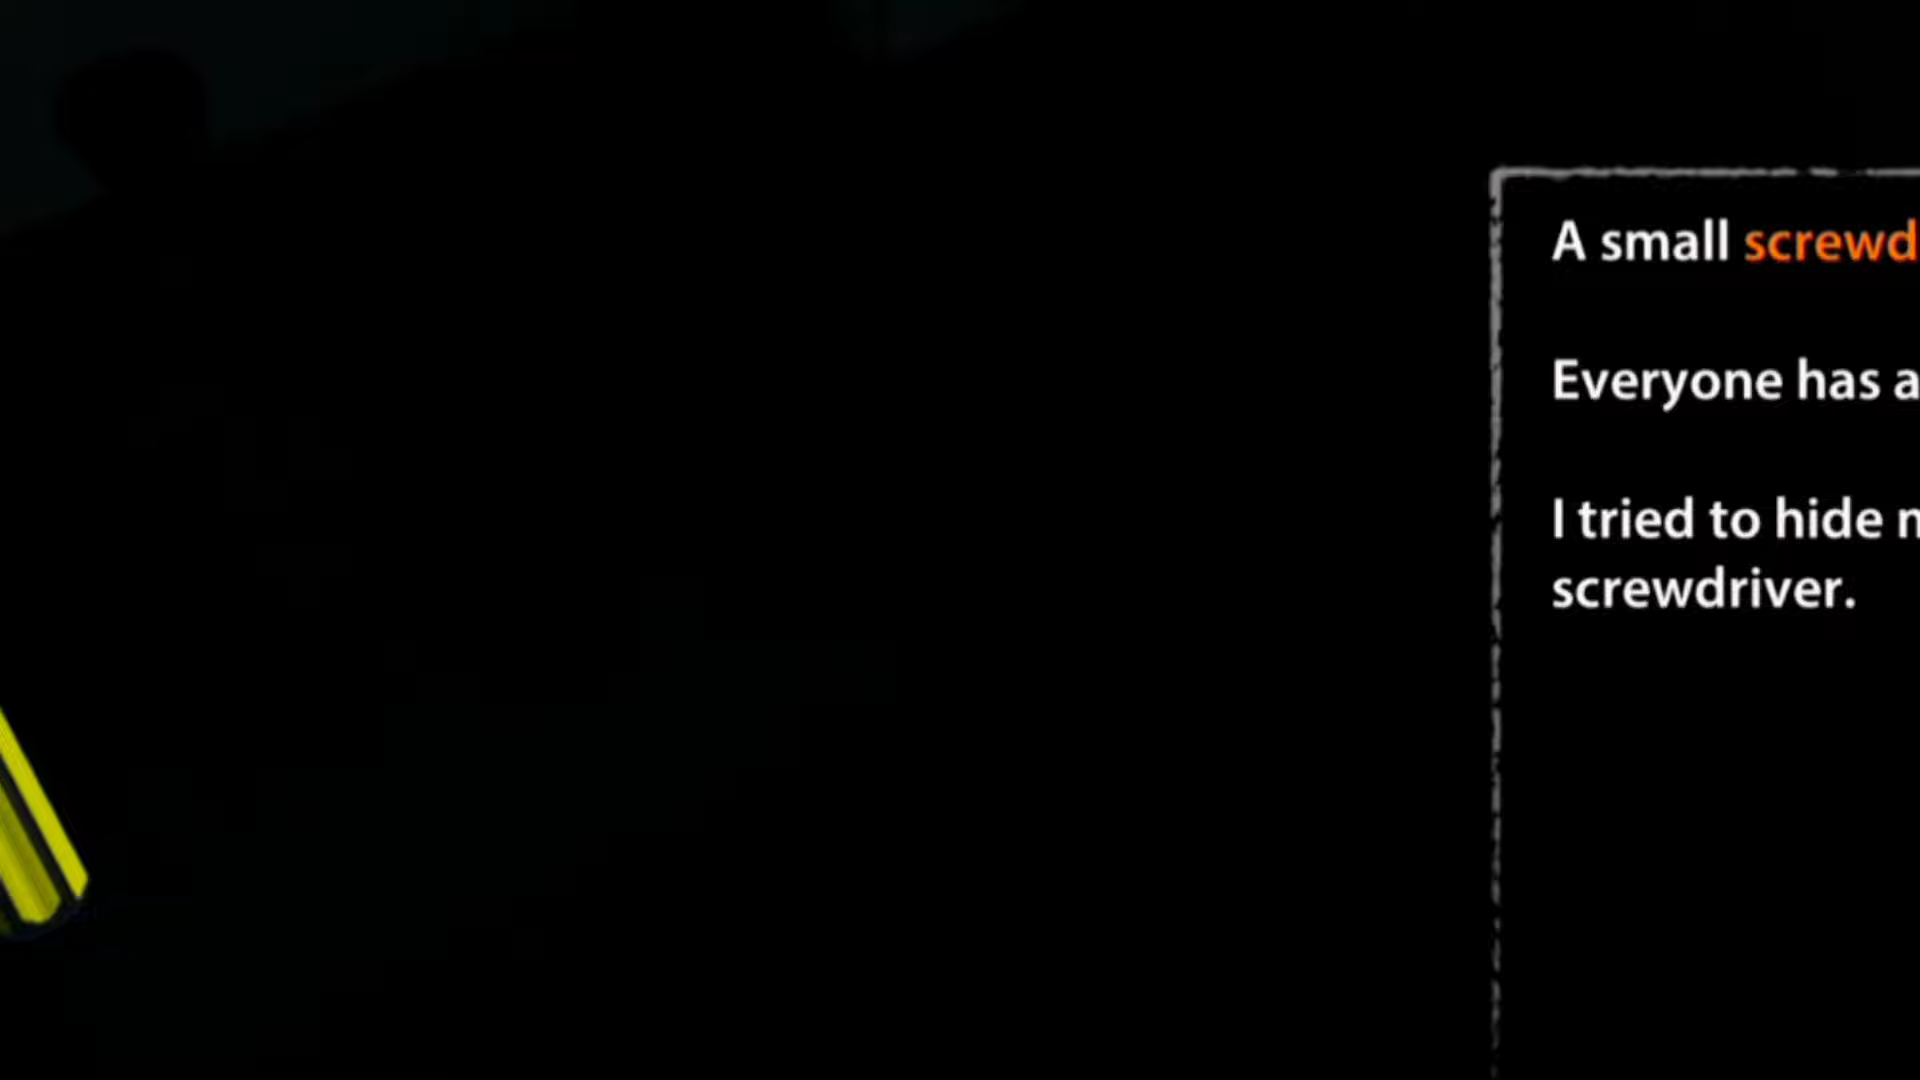 A small screwd
Everyone has a
I tried to hide
screwdriver.